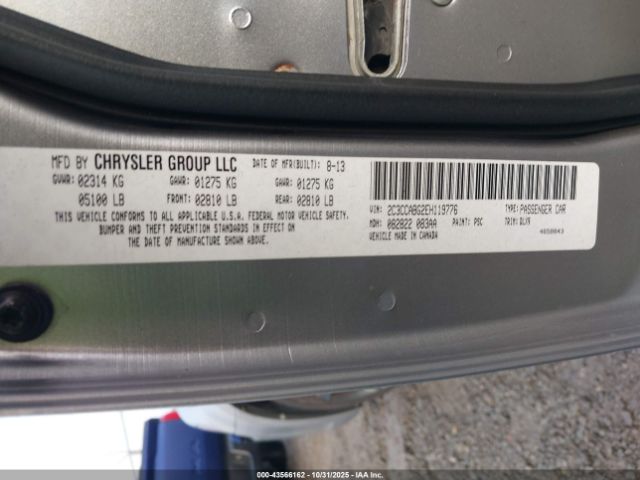 MFD BY CHRYSLER GROUP LLC DATE OF MFR(BUILT): 8-13
GVWR: 02314 KG GAWR: 01275 KG GAWR: 01275 KG
05100 LB FRONT: 02810 LB REAR: 02810 LB
THIS VEHICLE CONFORMS TO ALL APPLICABLE U.S.A. FEDERAL MOTOR VEHICLE SAFETY,
BUMPER AND THEFT PREVENTION STANDARDS IN EFFECT ON
THE DATE OF MANUFACTURE SHOWN ABOVE.
VIN: 2C3CCABG2EH119776 TYPE: PASSENGER CAR
MDH: 082822 083AA PAINT: PSC TRIM: DLX9
VEHICLE MADE IN CANADA 4658843
000-43566162 - 10/31/2025 - IAA Inc.